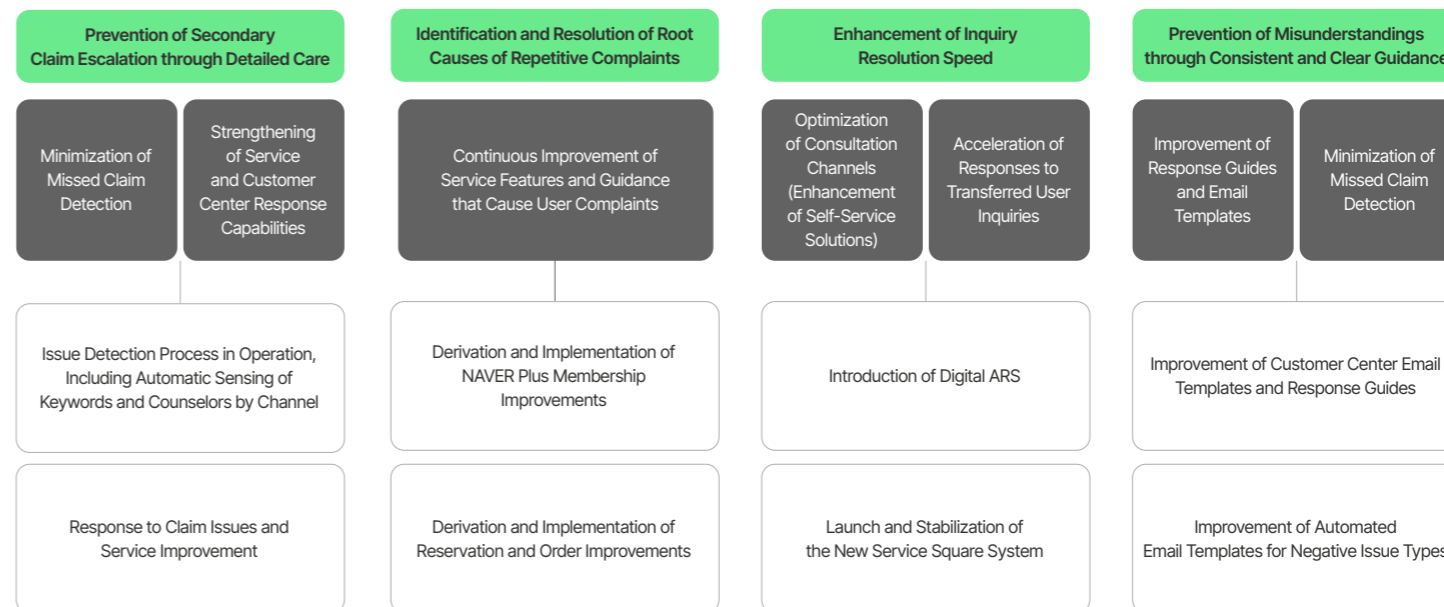 Prevention of Secondary
Claim Escalation through Detailed Care
Minimization of
Missed Claim
Detection
Strengthening
of Service
and Customer
Center Response
Capabilities
Issue Detection Process in Operation,
Including Automatic Sensing of
Keywords and Counselors by Channel
Response to Claim Issues and
Service Improvement
Identification and Resolution of Root
Causes of Repetitive Complaints
Continuous Improvement of
Service Features and Guidance
that Cause User Complaints
Derivation and Implementation of
NAVER Plus Membership
Improvements
Derivation and Implementation of
Reservation and Order Improvements
Enhancement of Inquiry
Resolution Speed
Optimization
of Consultation
Channels
(Enhancement
of Self-Service
Solutions)
Acceleration of
Responses to
Transferred User
Inquiries
Introduction of Digital ARS
Launch and Stabilization of
the New Service Square System
Prevention of Misunderstandings
through Consistent and Clear Guidance
Improvement of
Response Guides
and Email
Templates
Minimization of
Missed Claim
Detection
Improvement of Customer Center Email
Templates and Response Guides
Improvement of Automated
Email Templates for Negative Issue Types